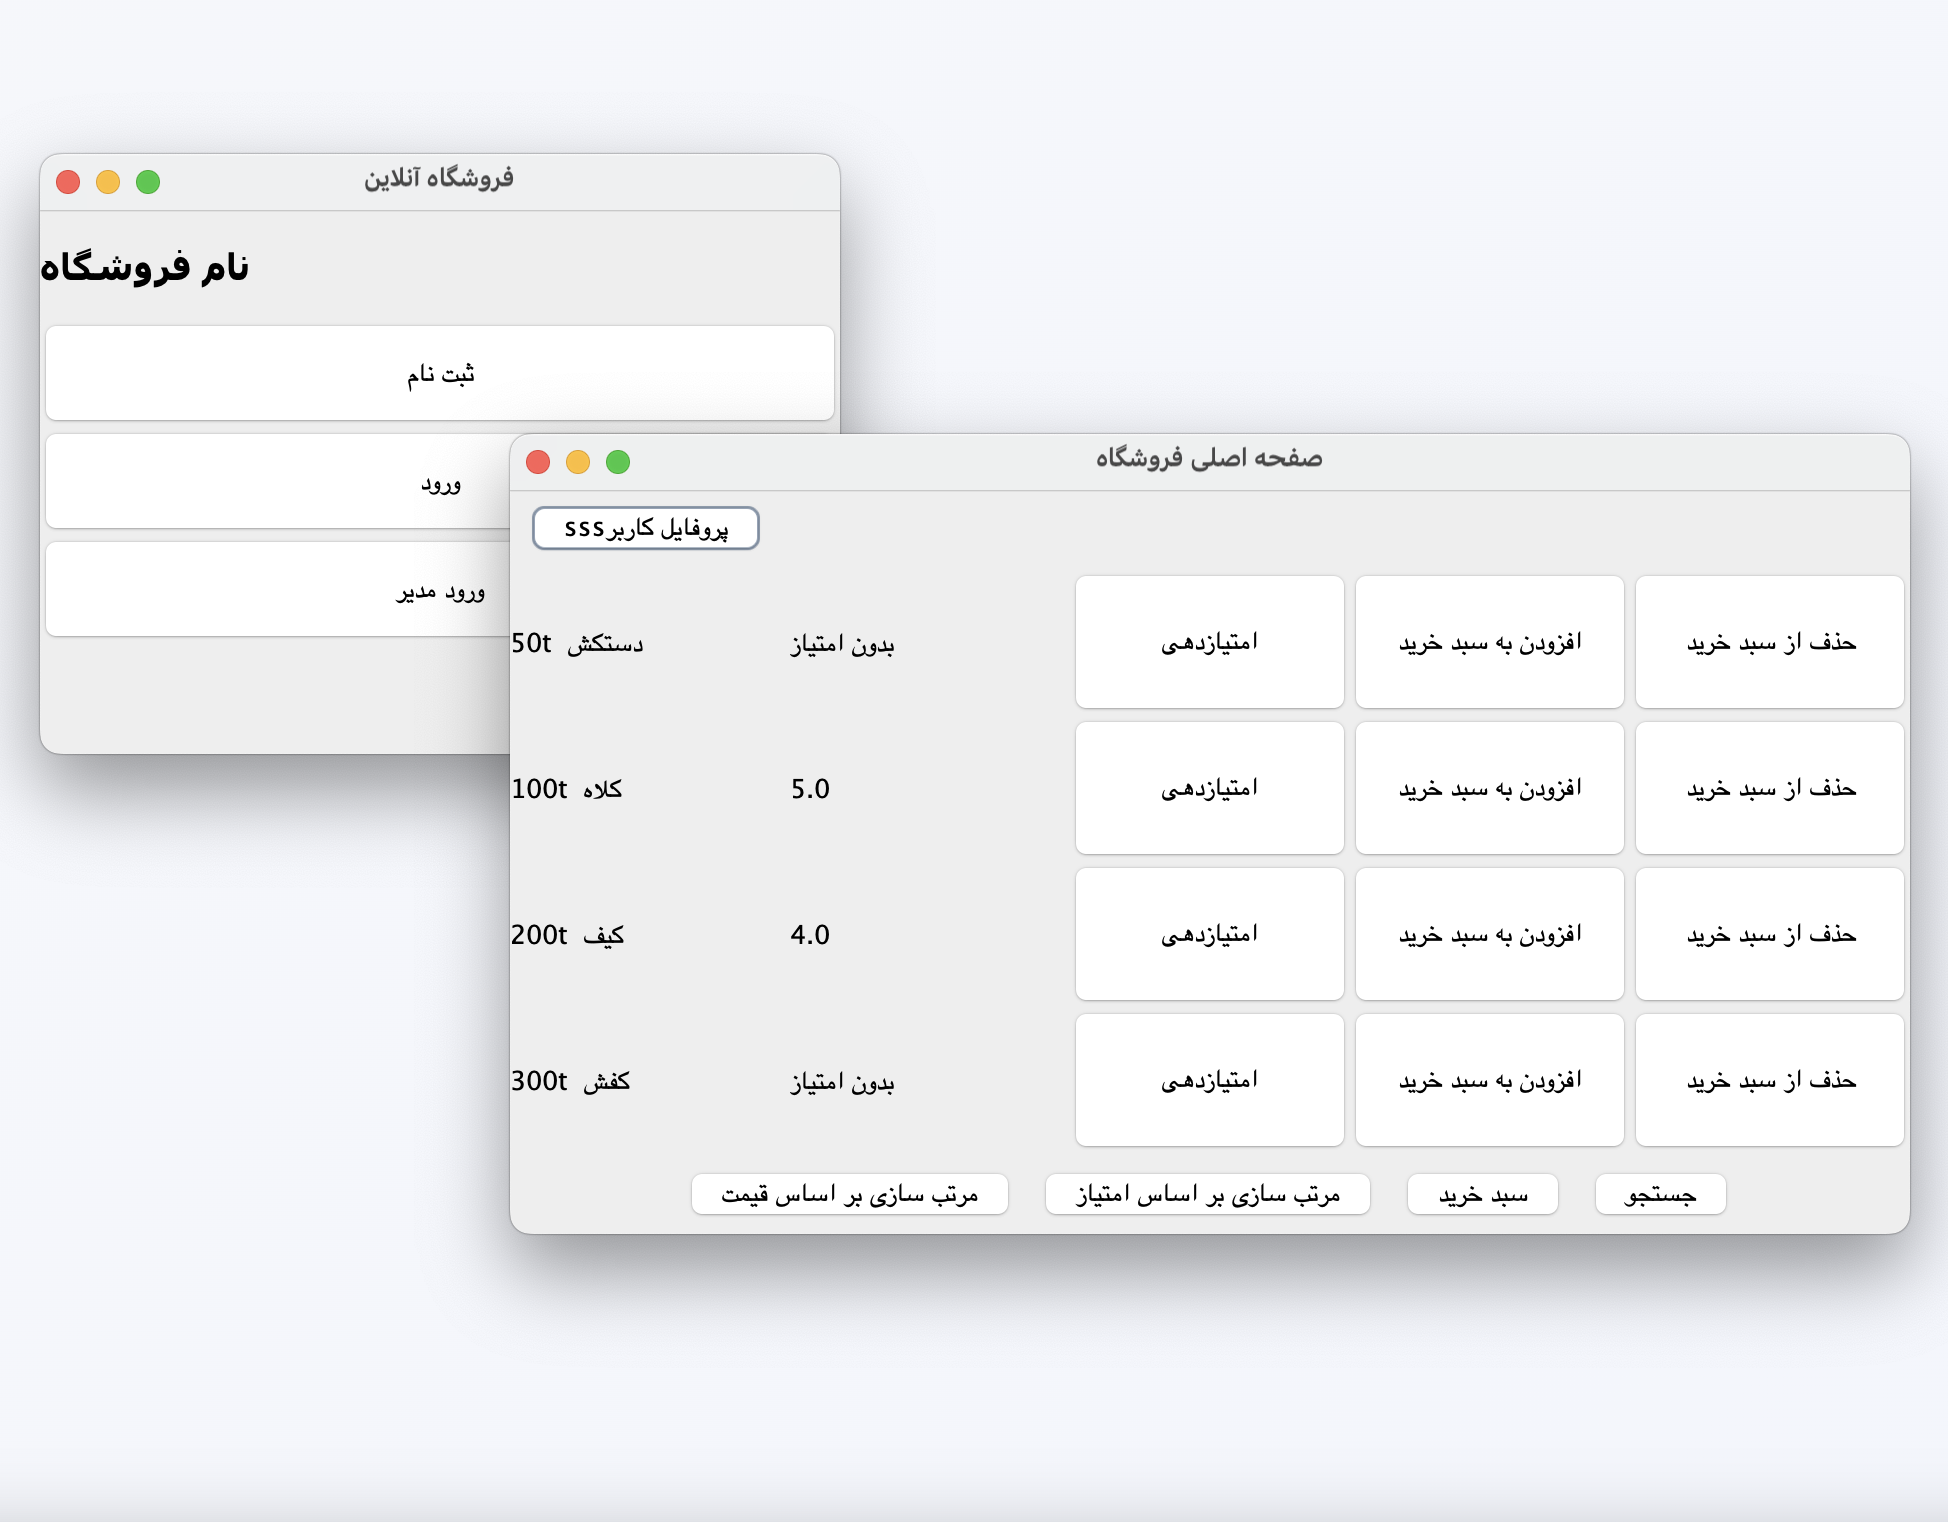 فروشگاه آنلاین
نام فروشگاه
ثبت نام
ورود
ورود مدیر
صفحه اصلی فروشگاه
پروفایل کاربرsss
50t دستکش بدون امتیاز امتیازدهی افزودن به سبد خرید حذف از سبد خرید
100t کلاه 5.0 امتیازدهی افزودن به سبد خرید حذف از سبد خرید
200t کیف 4.0 امتیازدهی افزودن به سبد خرید حذف از سبد خرید
300t کفش بدون امتیاز امتیازدهی افزودن به سبد خرید حذف از سبد خرید
مرتب سازی بر اساس قیمت مرتب سازی بر اساس امتیاز سبد خرید جستجو